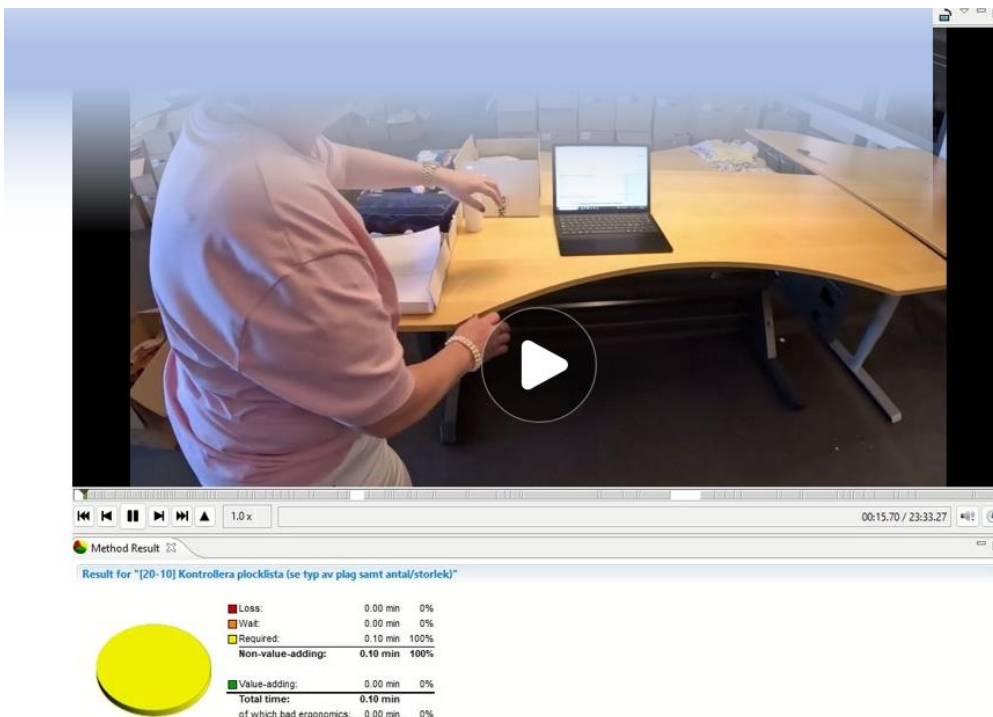 1.0 x
00:15.70 / 23:33.27
Method Result
Result for "[20-10] Kontrollera plocklista (se typ av plag samt antal/storlek)"
Loss: 0.00 min 0%
Wait: 0.00 min 0%
Required: 0.10 min 100%
Non-value-adding: 0.10 min 100%
Value-adding: 0.00 min 0%
Total time: 0.10 min
of which bad ergonomics: 0.00 min 0%